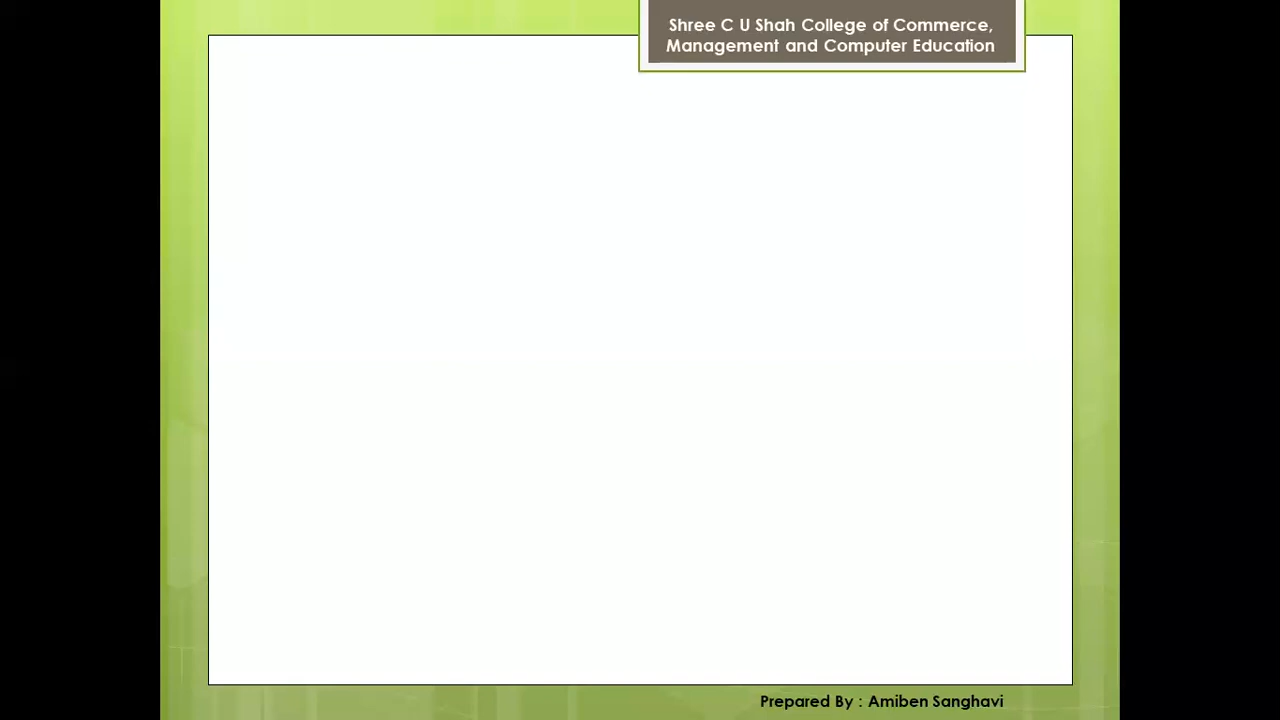 Shree C U Shah College of Commerce,
Management and Computer Education
Prepared By : Amiben Sanghavi